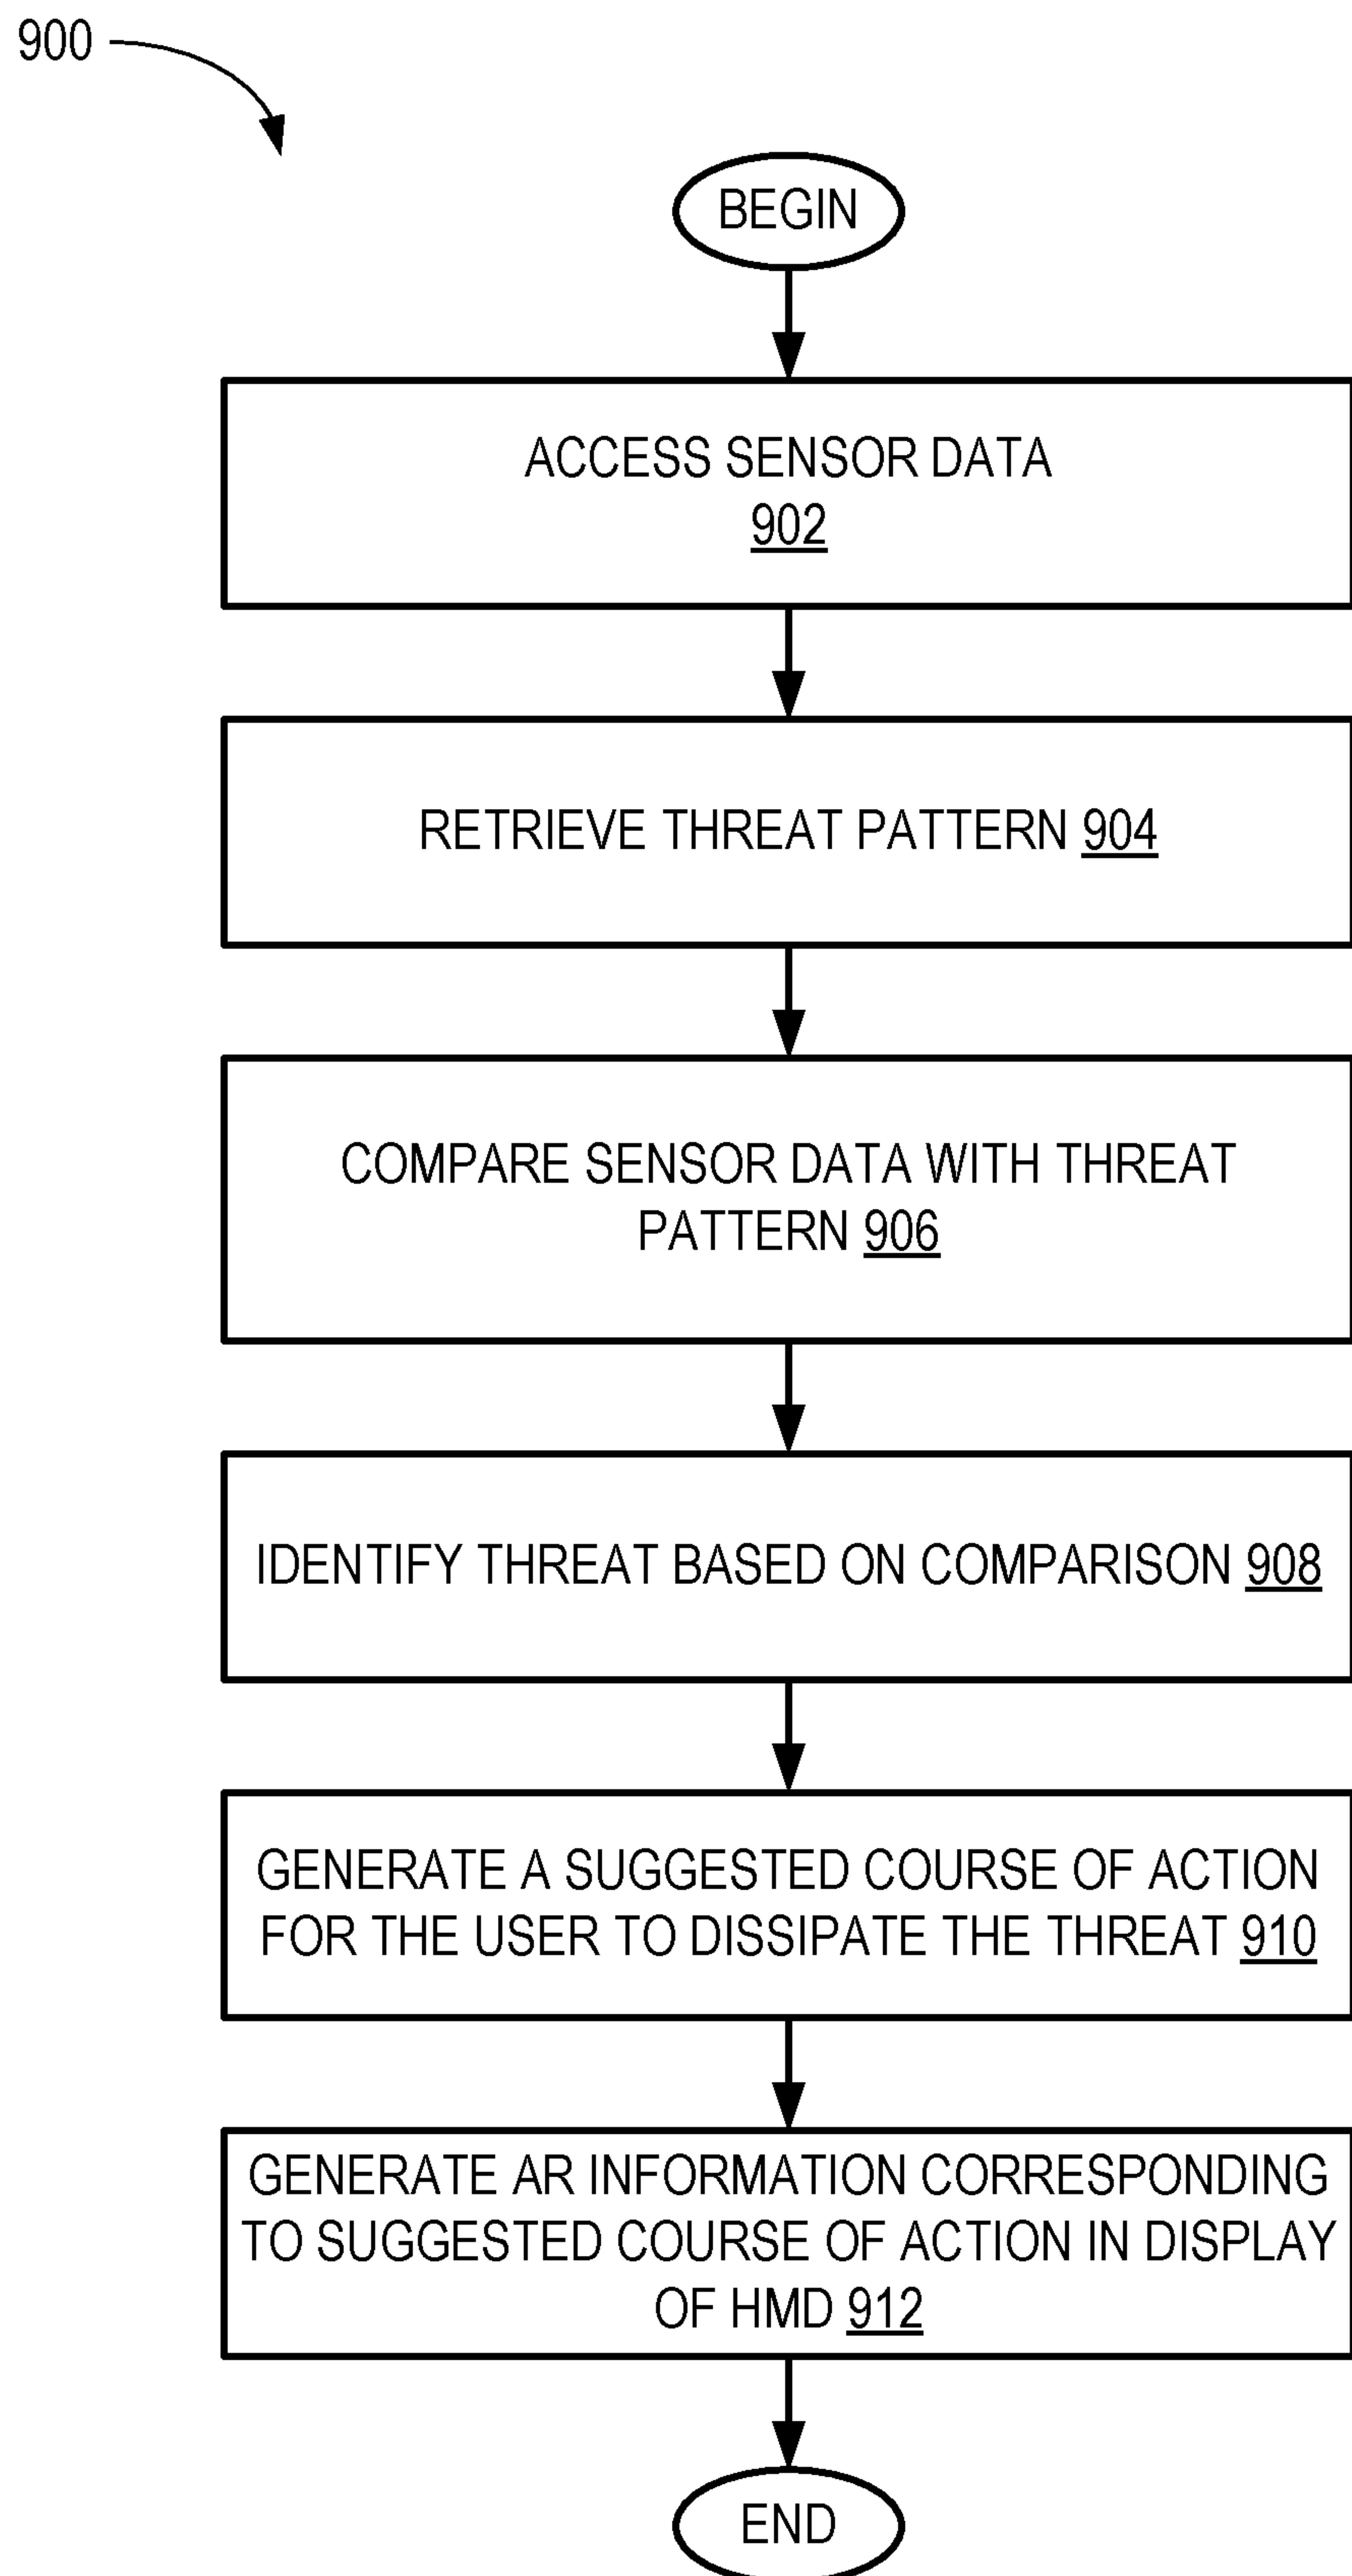 900
BEGIN
ACCESS SENSOR DATA
902
RETRIEVE THREAT PATTERN 904
COMPARE SENSOR DATA WITH THREAT
PATTERN 906
IDENTIFY THREAT BASED ON COMPARISON 908
GENERATE A SUGGESTED COURSE OF ACTION
FOR THE USER TO DISSIPATE THE THREAT 910
GENERATE AR INFORMATION CORRESPONDING
TO SUGGESTED COURSE OF ACTION IN DISPLAY
OF HMD 912
END